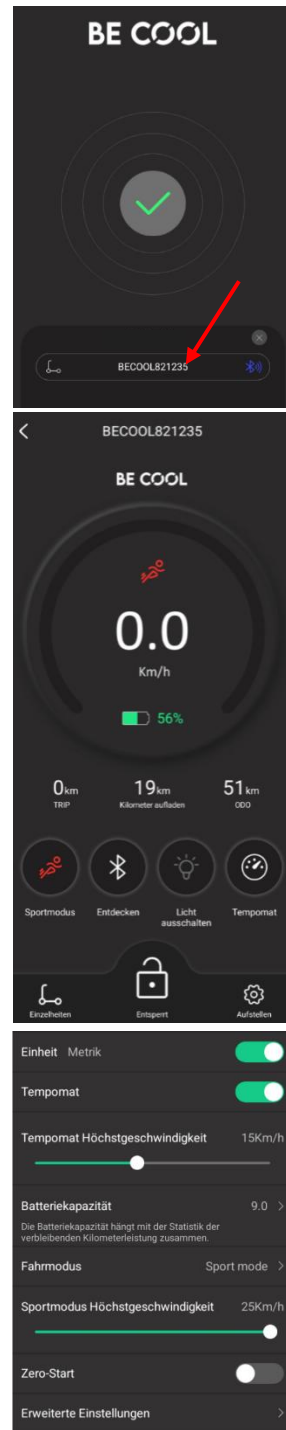 BE COOL
BECOOL821235
BECOOL821235
BE COOL
0.0
Km/h
56%
0km 19km 51km
TRIP Kilometer aufladen ODO
Sportmodus Entdecken Licht ausschalten Tempomat
Einzelheiten Entsperrt Aufstellen
Einheit Metrik
Tempomat
Tempomat Höchstgeschwindigkeit 15Km/h
Batteriekapazität 9.0 >
Die Batteriekapazität hängt mit der Statistik der
verbleibenden Kilometerleistung zusammen.
Fahrmodus Sport mode >
Sportmodus Höchstgeschwindigkeit 25Km/h
Zero-Start
Erweiterte Einstellungen >